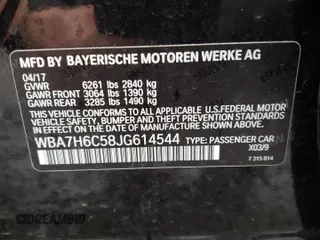 MFD BY BAYERISCHE MOTOREN WERKE AG
04/17
GVWR 6261 lbs 2840 kg
GAWR FRONT 3064 lbs 1390 kg
GAWR REAR 3285 lbs 1490 kg
THIS VEHICLE CONFORMS TO ALL APPLICABLE
U.S. FEDERAL MOTOR VEHICLE SAFETY, BUMPER,
AND THEFT PREVENTION STANDARDS IN EFFECT ON
THE DATE OF MANUFACTURE SHOWN ABOVE.
WBA7H6C58JG614544 TYPE: PASSENGER CAR
X03/9
7 315 814